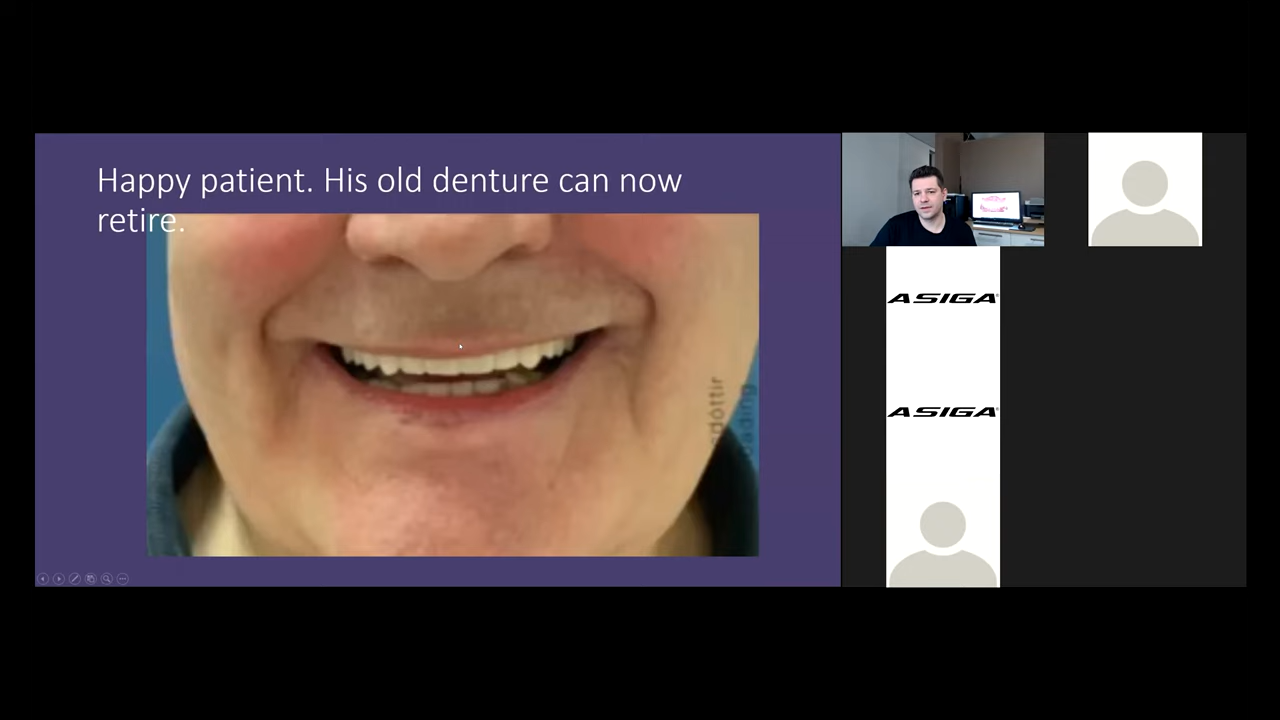 Happy patient. His old denture can now
retire.
ASIGA
ASIGA